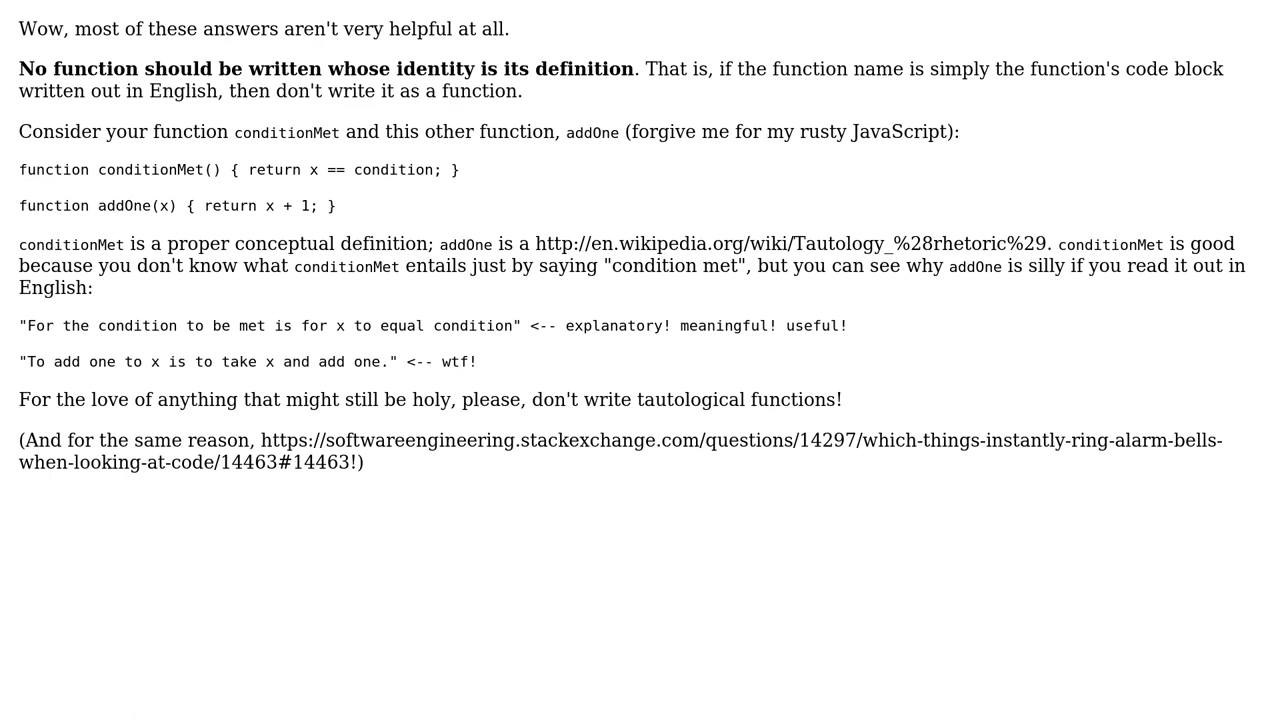 Wow, most of these answers aren't very helpful at all.
No function should be written whose identity is its definition. That is, if the function name is simply the function's code block
written out in English, then don't write it as a function.
Consider your function conditionMet and this other function, addOne (forgive me for my rusty JavaScript):
function conditionMet() { return x == condition; }
function addOne(x) { return x + 1; }
conditionMet is a proper conceptual definition; addOne is a http://en.wikipedia.org/wiki/Tautology_%28rhetoric%29. conditionMet is good
because you don't know what conditionMet entails just by saying "condition met", but you can see why addOne is silly if you read it out in
English:
"For the condition to be met is for x to equal condition" <-- explanatory! meaningful! useful!
"To add one to x is to take x and add one." <-- wtf!
For the love of anything that might still be holy, please, don't write tautological functions!
(And for the same reason, https://softwareengineering.stackexchange.com/questions/14297/which-things-instantly-ring-alarm-bells-
when-looking-at-code/14463#14463!)